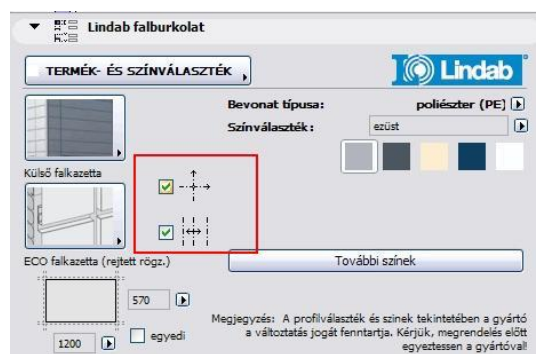 Lindab falburkolat
TERMÉK- ÉS SZÍNVÁLASZTÉK
Lindab
Bevonat típusa:
poliészter (PE)
Színválaszték:
ezüst
Külső falkazetta
ECO falkazetta (rejtett rögz.)
További színek
570
1200
egyedi
Megjegyzés: A profilválaszték és szinek tekintetében a gyártó
a változtatás jogát fenntartja. Kérjük, megrendelés előtt
egyeztessen a gyártóval!